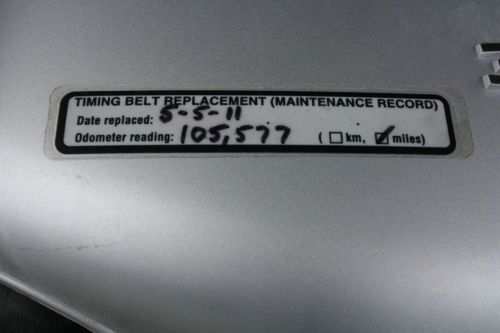 TIMING BELT REPLACEMENT (MAINTENANCE RECORD)
Date replaced: 5-5-11
Odometer reading: 105,577 ( ☐ km, ☑ miles)